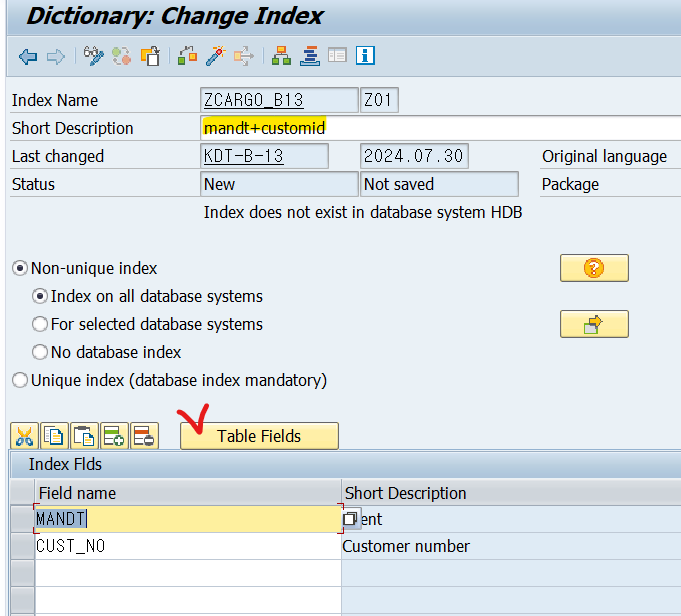 Dictionary: Change Index
Index Name ZCARGO_B13 Z01
Short Description mandt+customid
Last changed KDT-B-13 2024.07.30 Original language
Status New Not saved Package
Index does not exist in database system HDB
Non-unique index
Index on all database systems
For selected database systems
No database index
Unique index (database index mandatory)
Table Fields
Index Flds
Field name Short Description
MANDT ent
CUST_NO Customer number